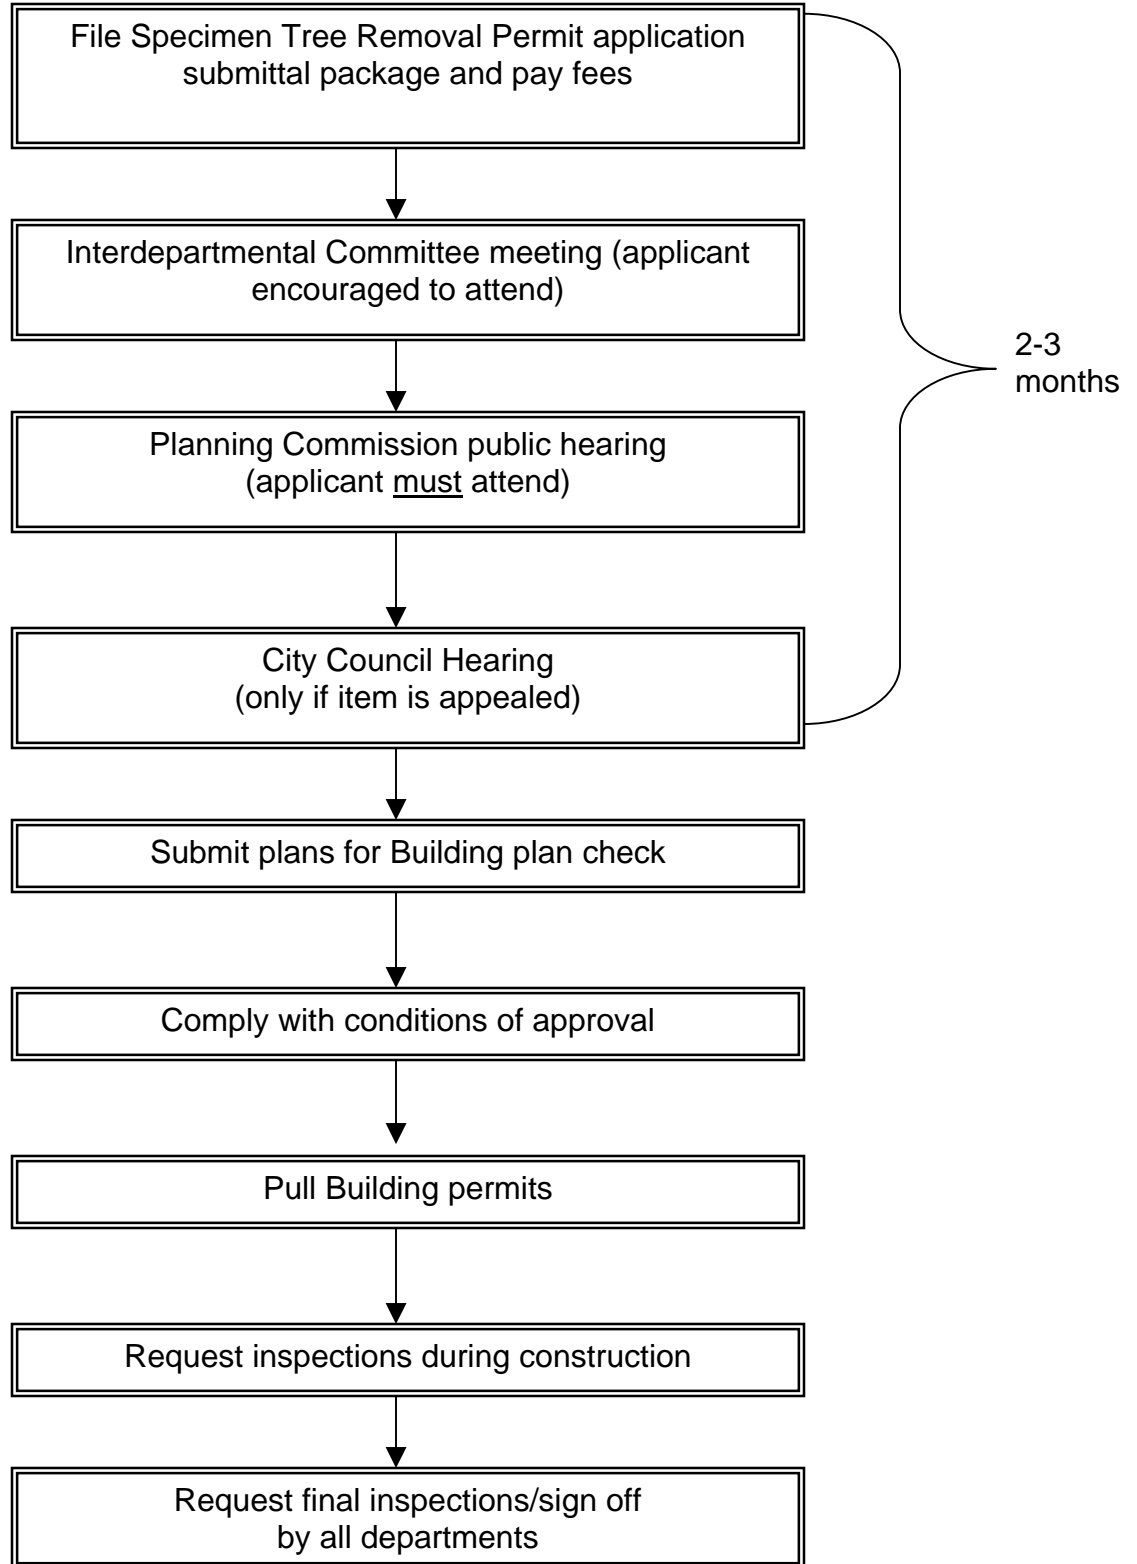 File Specimen Tree Removal Permit application
submittal package and pay fees
Interdepartmental Committee meeting (applicant
encouraged to attend)
2-3
months
Planning Commission public hearing
(applicant must attend)
City Council Hearing
(only if item is appealed)
Submit plans for Building plan check
Comply with conditions of approval
Pull Building permits
Request inspections during construction
Request final inspections/sign off
by all departments